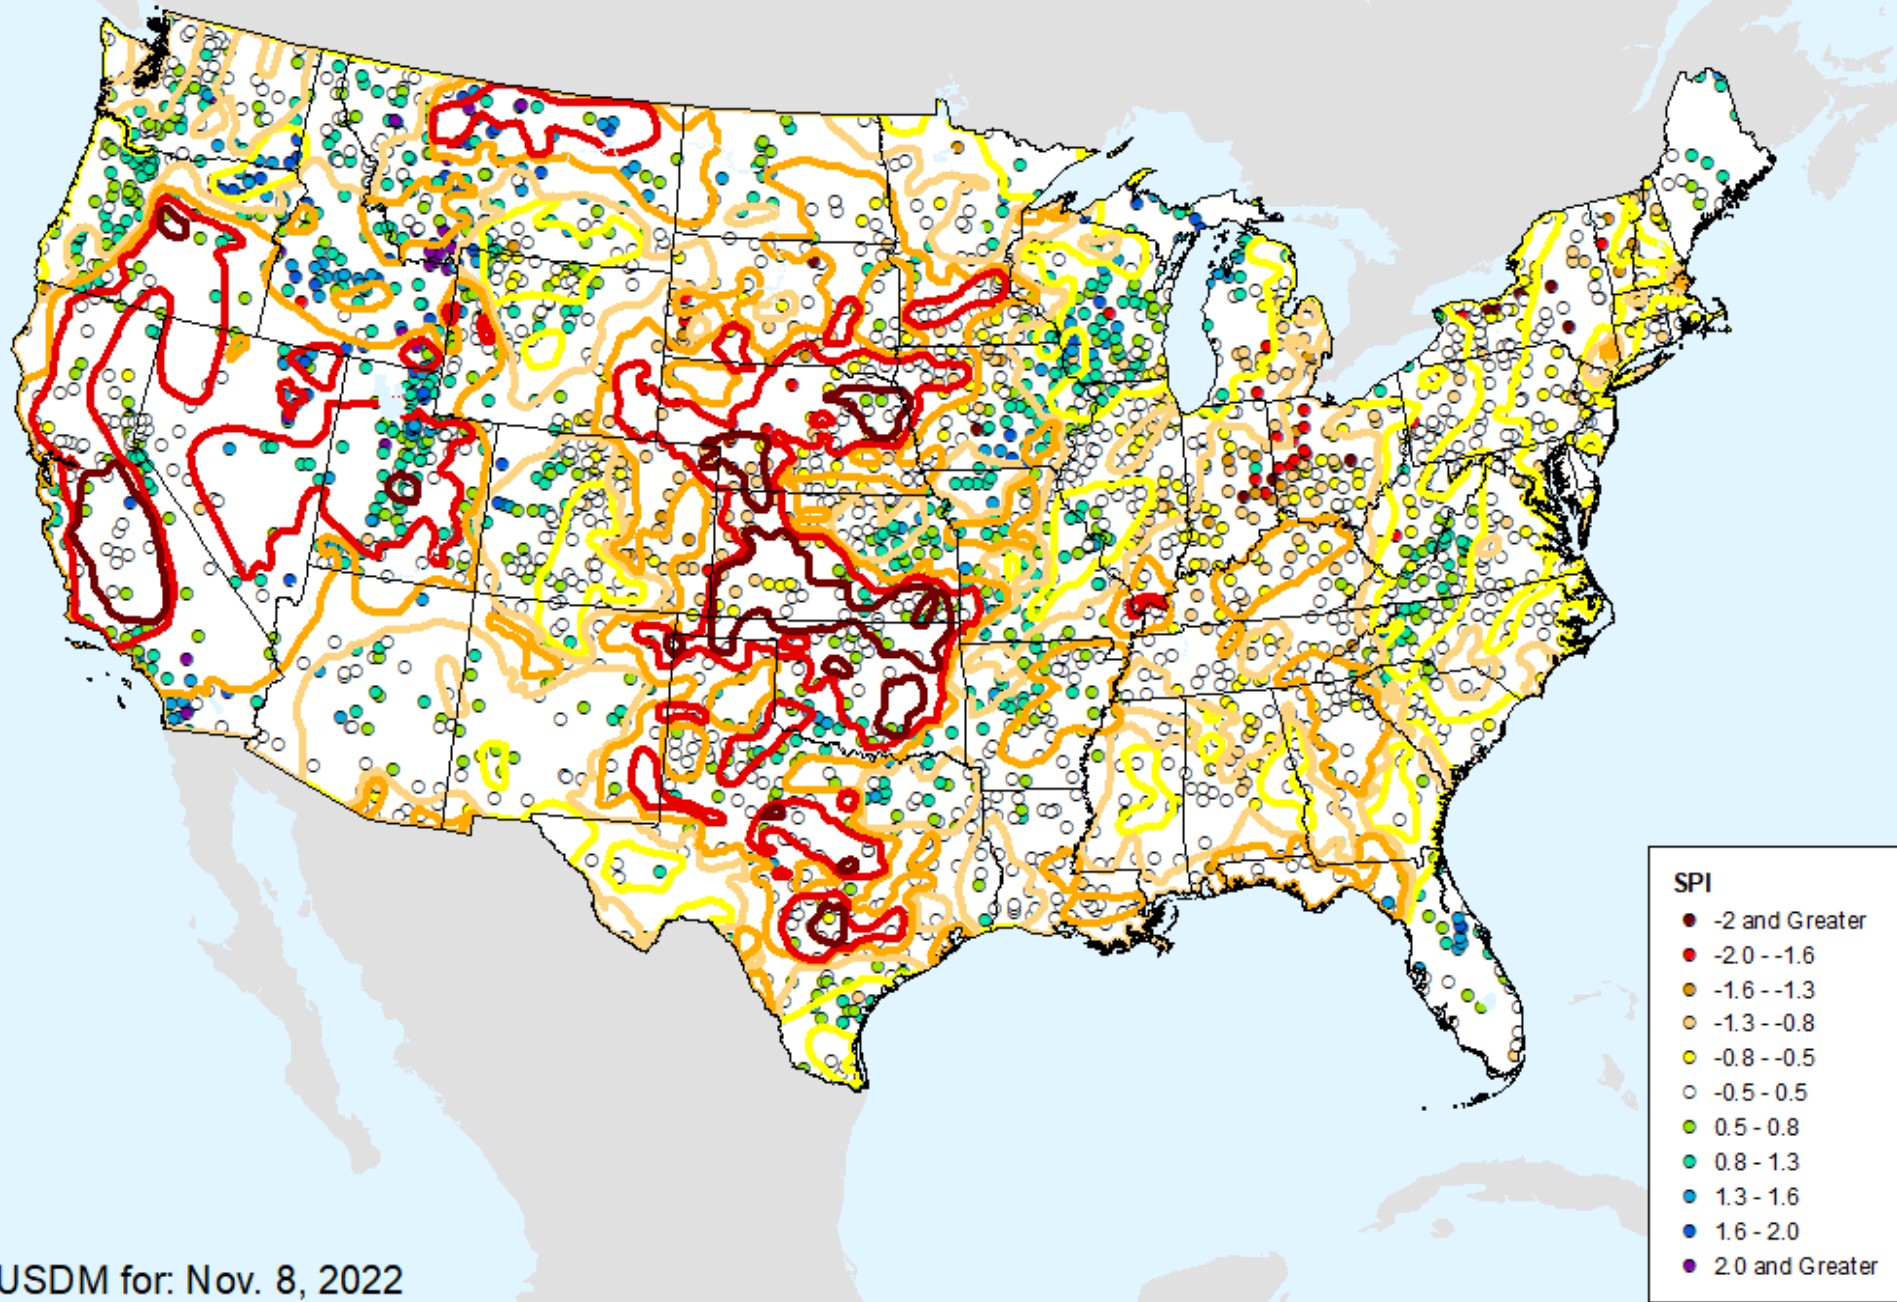 SPI
-2 and Greater
-2.0 - -1.6
-1.6 - -1.3
-1.3 - -0.8
-0.8 - -0.5
-0.5 - 0.5
0.5 - 0.8
0.8 - 1.3
1.3 - 1.6
1.6 - 2.0
2.0 and Greater
USDM for: Nov. 8, 2022